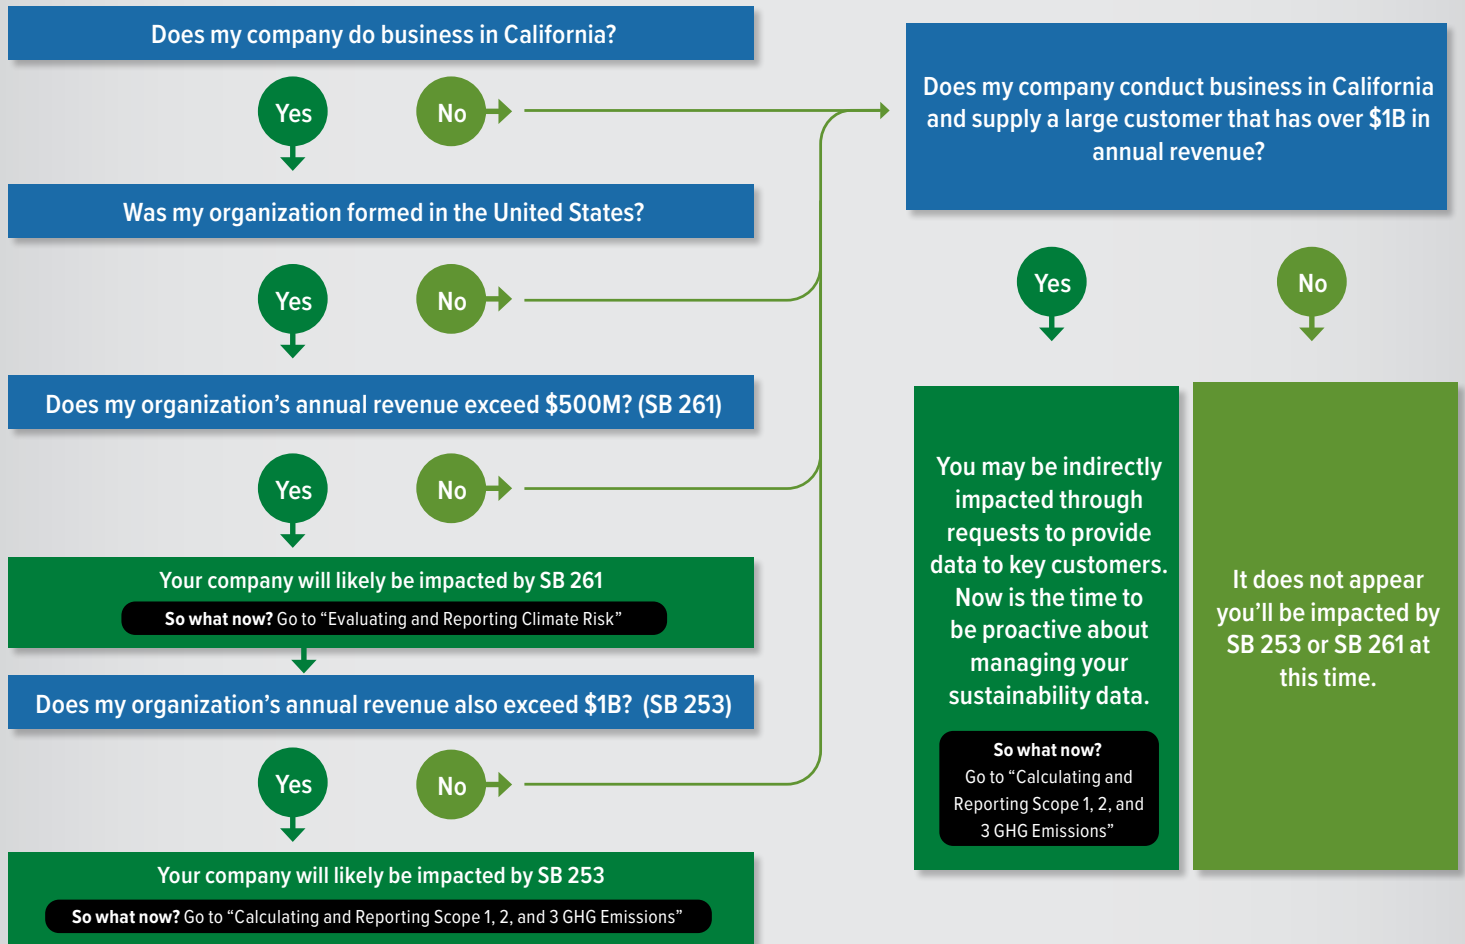 Does my company do business in California?
Yes
No
Was my organization formed in the United States?
Yes
No
Does my organization’s annual revenue exceed $500M? (SB 261)
Yes
No
Your company will likely be impacted by SB 261
So what now? Go to “Evaluating and Reporting Climate Risk”
Does my organization’s annual revenue also exceed $1B? (SB 253)
Yes
No
Your company will likely be impacted by SB 253
So what now? Go to “Calculating and Reporting Scope 1, 2, and 3 GHG Emissions”
Does my company conduct business in California
and supply a large customer that has over $1B in
annual revenue?
Yes
No
You may be indirectly
impacted through
requests to provide
data to key customers.
Now is the time to
be proactive about
managing your
sustainability data.
So what now?
Go to “Calculating and
Reporting Scope 1, 2, and
3 GHG Emissions”
It does not appear
you’ll be impacted by
SB 253 or SB 261 at
this time.